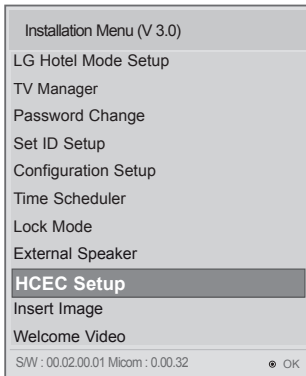 Installation Menu (V 3.0)
LG Hotel Mode Setup
TV Manager
Password Change
Set ID Setup
Configuration Setup
Time Scheduler
Lock Mode
External Speaker
HCEC Setup
Insert Image
Welcome Video
S/W : 00.02.00.01 Micom : 0.00.32 ◉ OK